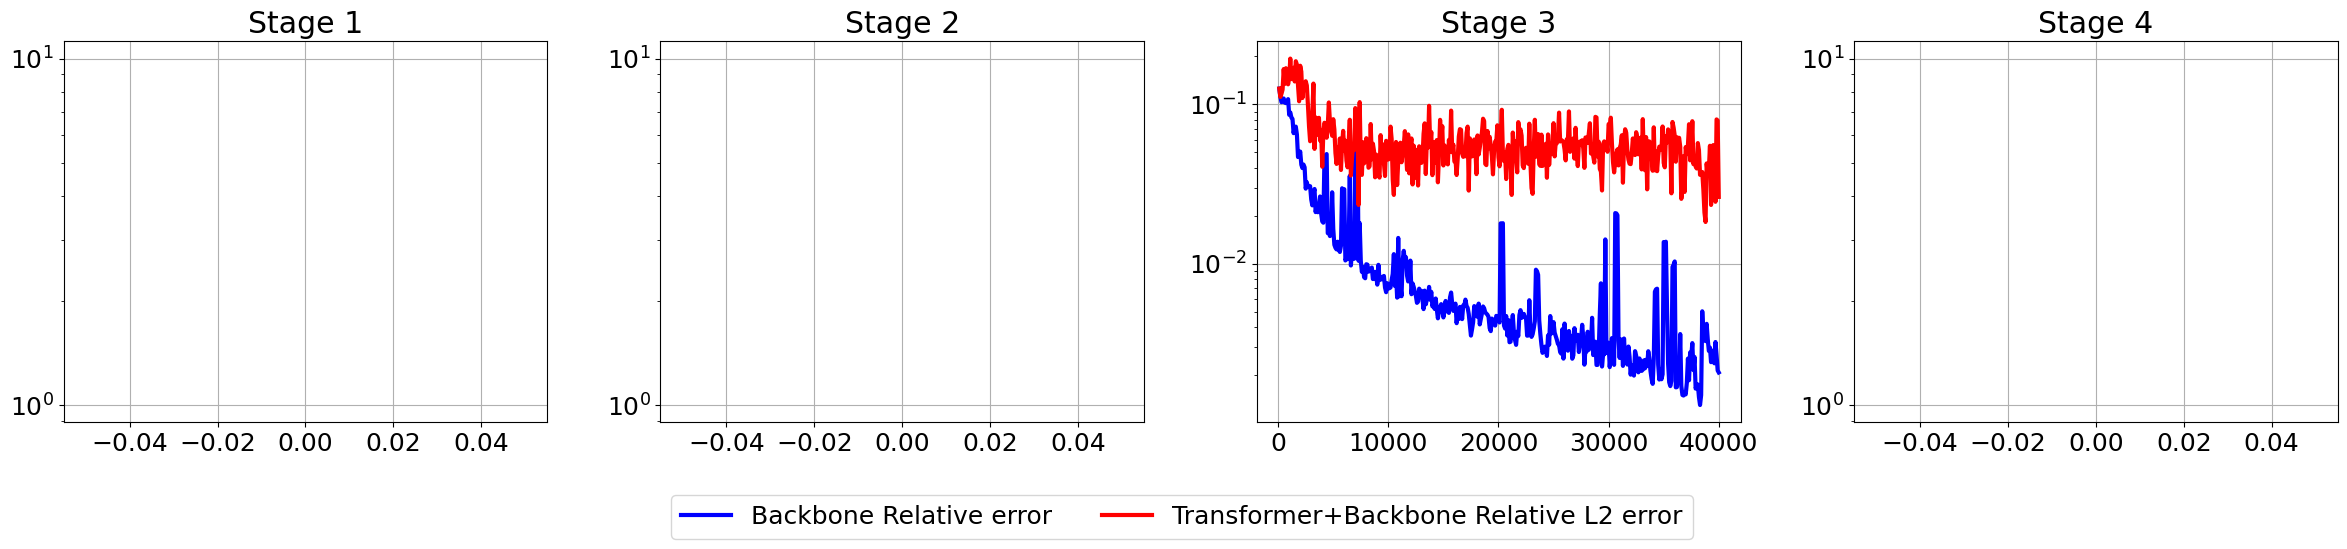 Stage 1 Stage 2 Stage 3 Stage 4
10^1 10^1 10^-1 10^1
10^-2
10^0 10^0 10^0
−0.04 −0.02 0.00 0.02 0.04 −0.04 −0.02 0.00 0.02 0.04 0 10000 20000 30000 40000 −0.04 −0.02 0.00 0.02 0.04
Backbone Relative error Transformer+Backbone Relative L2 error